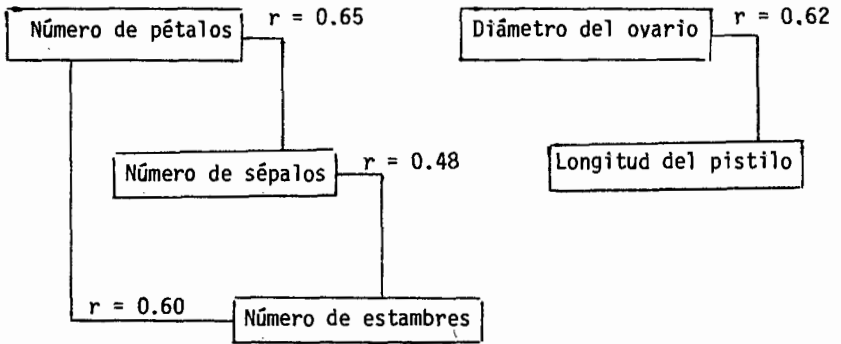 Número de pétalos
r = 0.65
Diámetro del ovario
r = 0.62
Número de sépalos
r = 0.48
Longitud del pistilo
r = 0.60
Número de estambres